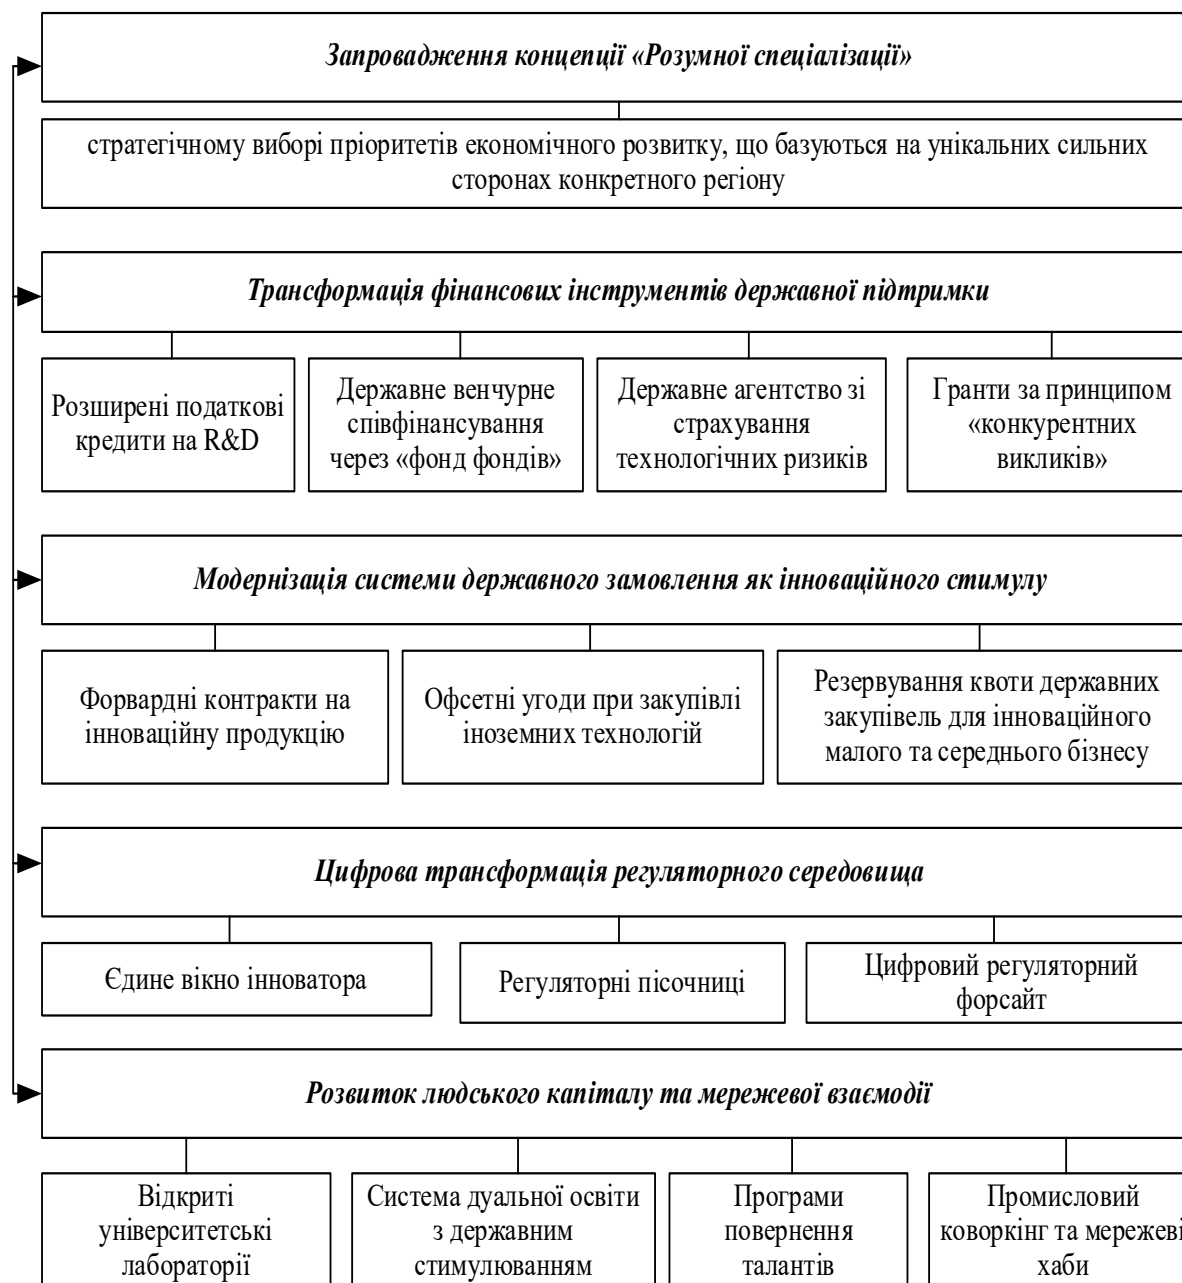 Запровадження концепції «Розумної спеціалізації»
стратегічному виборі пріоритетів економічного розвитку, що базуються на унікальних сильних
сторонах конкретного регіону
Трансформація фінансових інструментів державної підтримки
Розширені податкові
кредити на R&D
Державне венчурне
співфінансування
через «фонд фондів»
Державне агентство зі
страхування
технологічних ризиків
Гранти за принципом
«конкурентних
викликів»
Модернізація системи державного замовлення як інноваційного стимулу
Форвардні контракти на
інноваційну продукцію
Офсетні угоди при закупівлі
іноземних технологій
Резервування квоти державних
закупівель для інноваційного
малого та середнього бізнесу
Цифрова трансформація регуляторного середовища
Єдине вікно інноватора
Регуляторні пісочниці
Цифровий регуляторний
форсайт
Розвиток людського капіталу та мережевої взаємодії
Відкриті
університетські
лабораторії
Система дуальної освіти
з державним
стимулюванням
Програми
повернення
талантів
Промисловий
коворкінг та мережеві
хаби